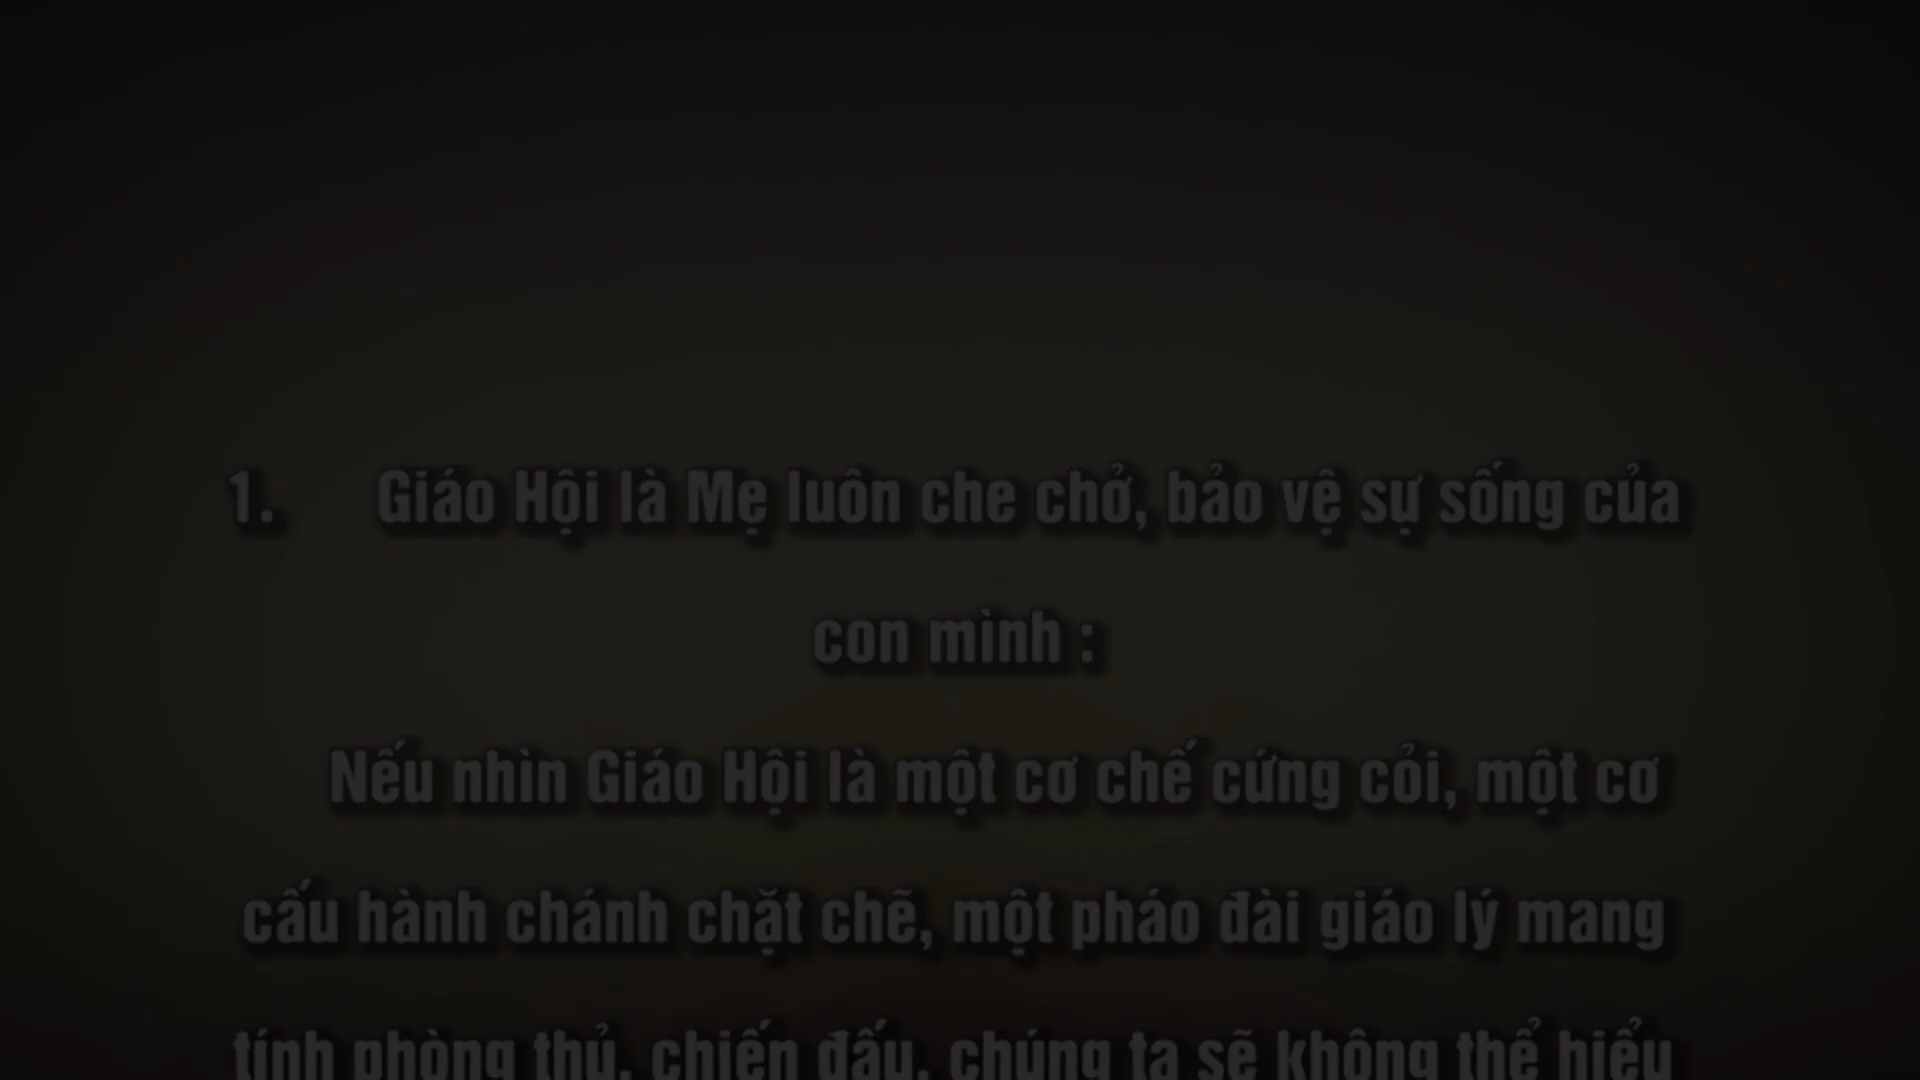 1. Giáo Hội là Mẹ luôn che chở, bảo vệ sự sống của
con mình :
Nếu nhìn Giáo Hội là một cơ chế cứng cỏi, một cơ
cấu hành chánh chặt chẽ, một pháo đài giáo lý mang
tính phòng thủ, chiến đấu, chúng ta sẽ không thể hiểu